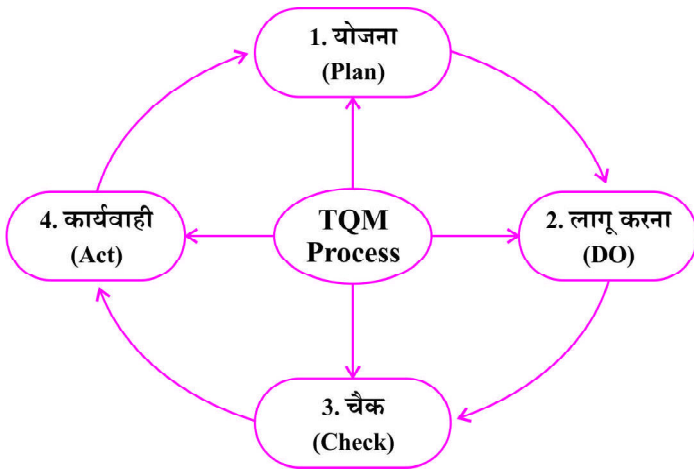 1. योजना
(Plan)
4. कार्यवाही
(Act)
TQM
Process
2. लागू करना
(DO)
3. चैक
(Check)